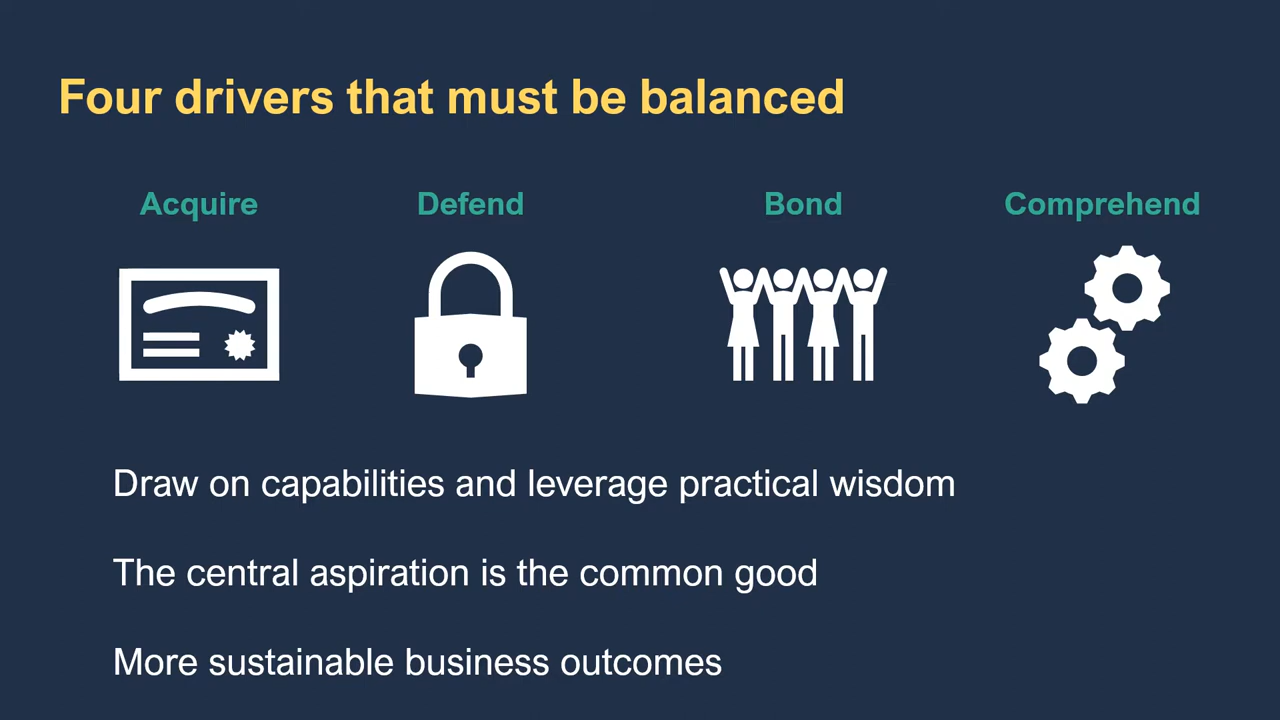 Four drivers that must be balanced
Acquire Defend Bond Comprehend
Draw on capabilities and leverage practical wisdom
The central aspiration is the common good
More sustainable business outcomes